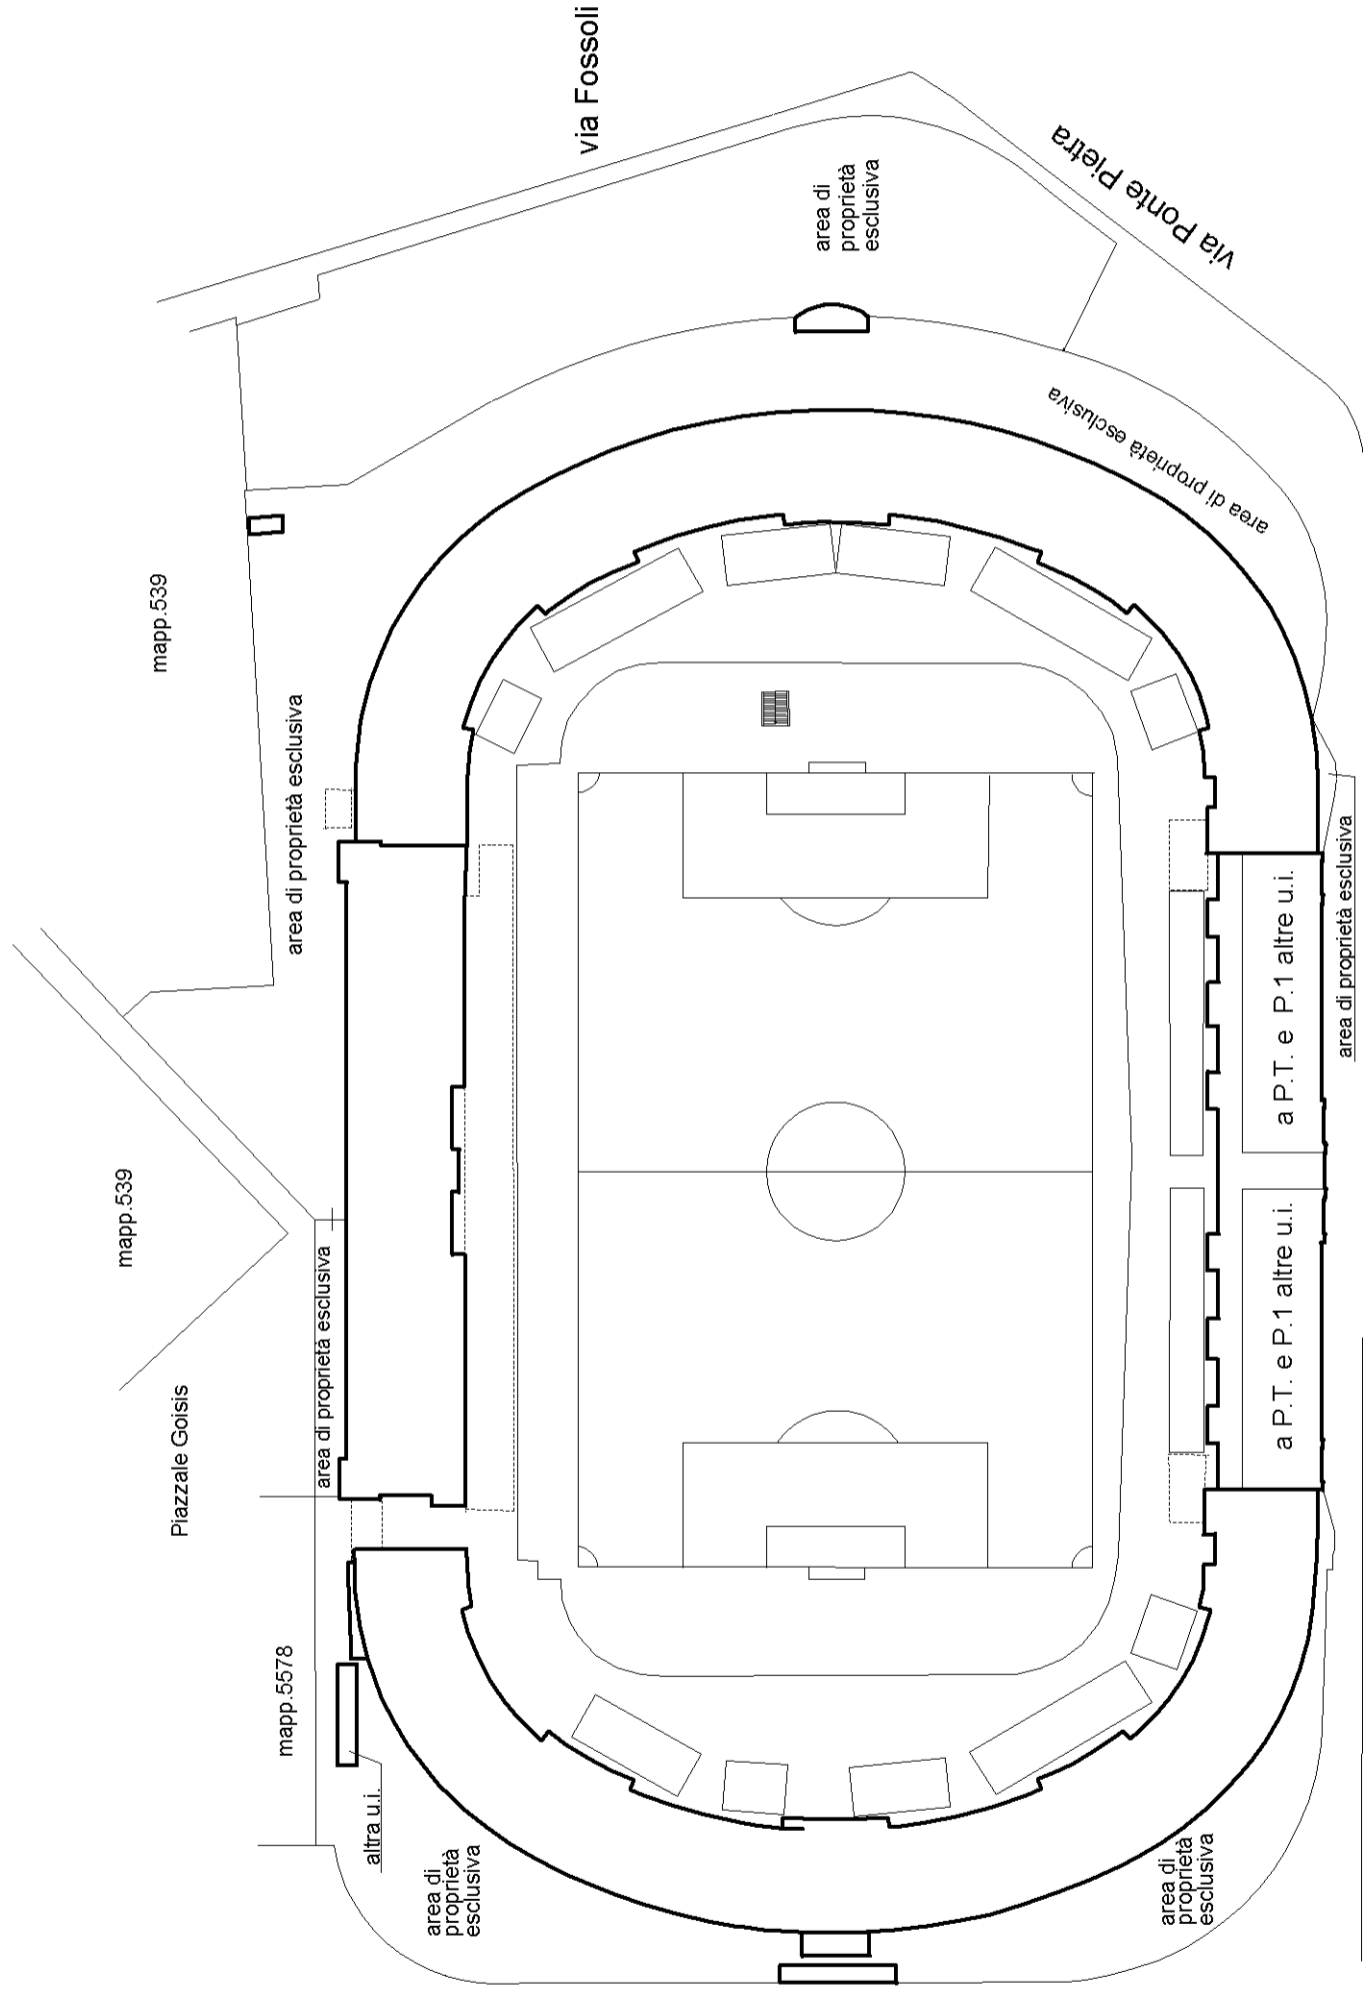 via Fossoli
via Ponte Pietra
area di
proprietà
esclusiva
area di proprietà esclusiva
mapp.539
area di proprietà esclusiva
mapp.539
area di proprietà esclusiva
Piazzale Goisis
mapp.5578
altra u.i.
area di
proprietà
esclusiva
area di
proprietà
esclusiva
a P.T. e P.1 altre u.i.
a P.T. e P.1 altre u.i.
area di proprietà esclusiva